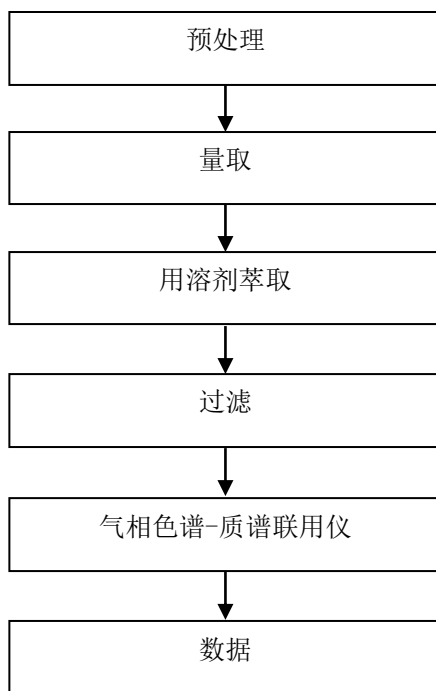 预处理
量取
用溶剂萃取
过滤
气相色谱-质谱联用仪
数据